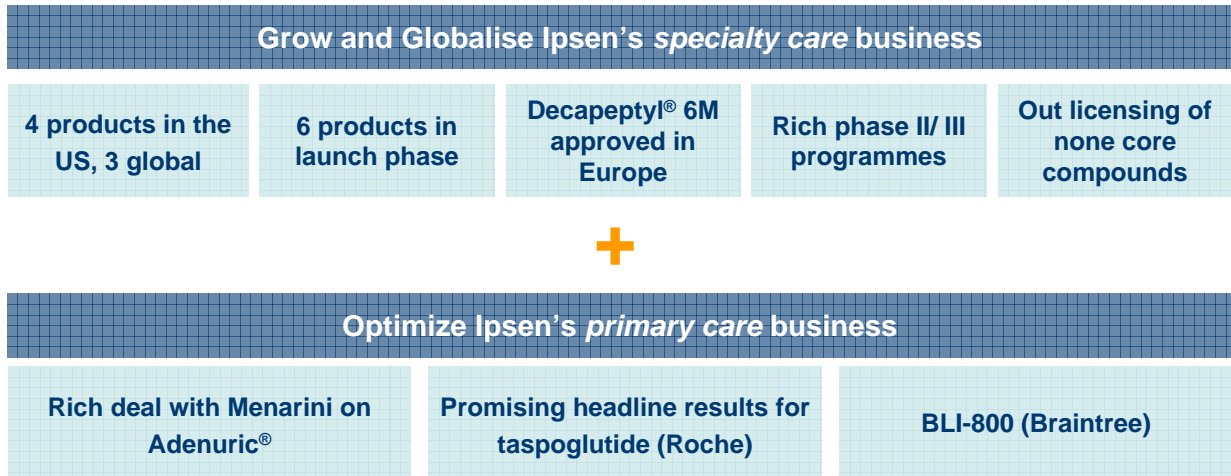 Grow and Globalise Ipsen’s specialty care business
4 products in the
US, 3 global
6 products in
launch phase
Decapeptyl® 6M
approved in
Europe
Rich phase II/ III
programmes
Out licensing of
none core
compounds
+
Optimize Ipsen’s primary care business
Rich deal with Menarini on
Adenuric®
Promising headline results for
taspoglutide (Roche)
BLI-800 (Braintree)